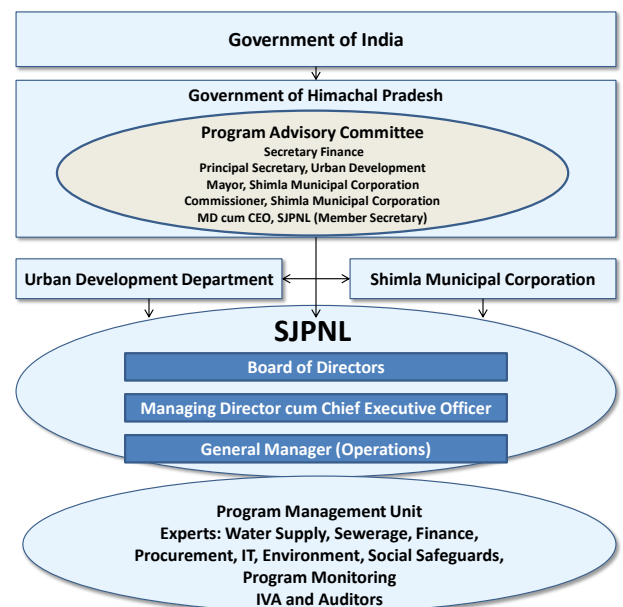 Government of India
Government of Himachal Pradesh
Program Advisory Committee
Secretary Finance
Principal Secretary, Urban Development
Mayor, Shimla Municipal Corporation
Commissioner, Shimla Municipal Corporation
MD cum CEO, SJPNL (Member Secretary)
Urban Development Department
Shimla Municipal Corporation
SJPNL
Board of Directors
Managing Director cum Chief Executive Officer
General Manager (Operations)
Program Management Unit
Experts: Water Supply, Sewerage, Finance,
Procurement, IT, Environment, Social Safeguards,
Program Monitoring
IVA and Auditors